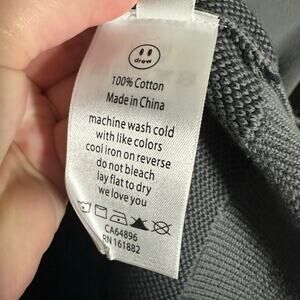 drew
100% Cotton
Made in China
machine wash cold
with like colors
cool iron on reverse
do not bleach
lay flat to dry
we love you
CA64896
RN 161882